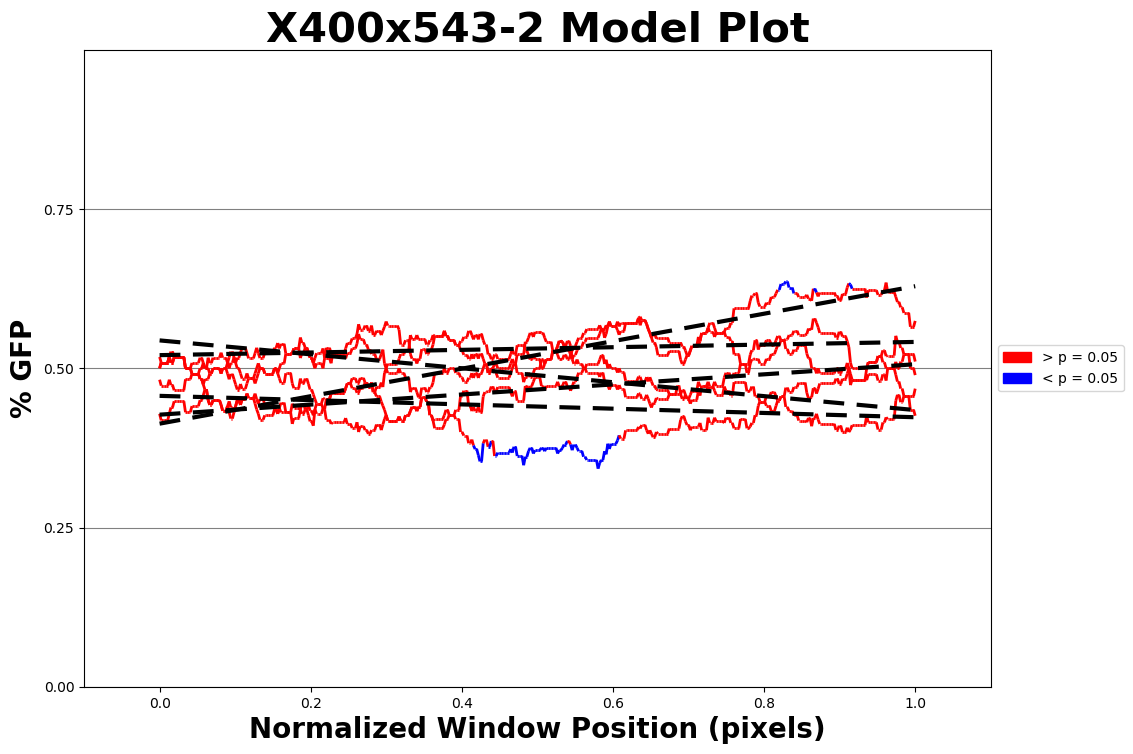 X400x543-2 Model Plot
% GFP
0.75
0.50
0.25
0.00
0.0 0.2 0.4 0.6 0.8 1.0
Normalized Window Position (pixels)
> p = 0.05
< p = 0.05